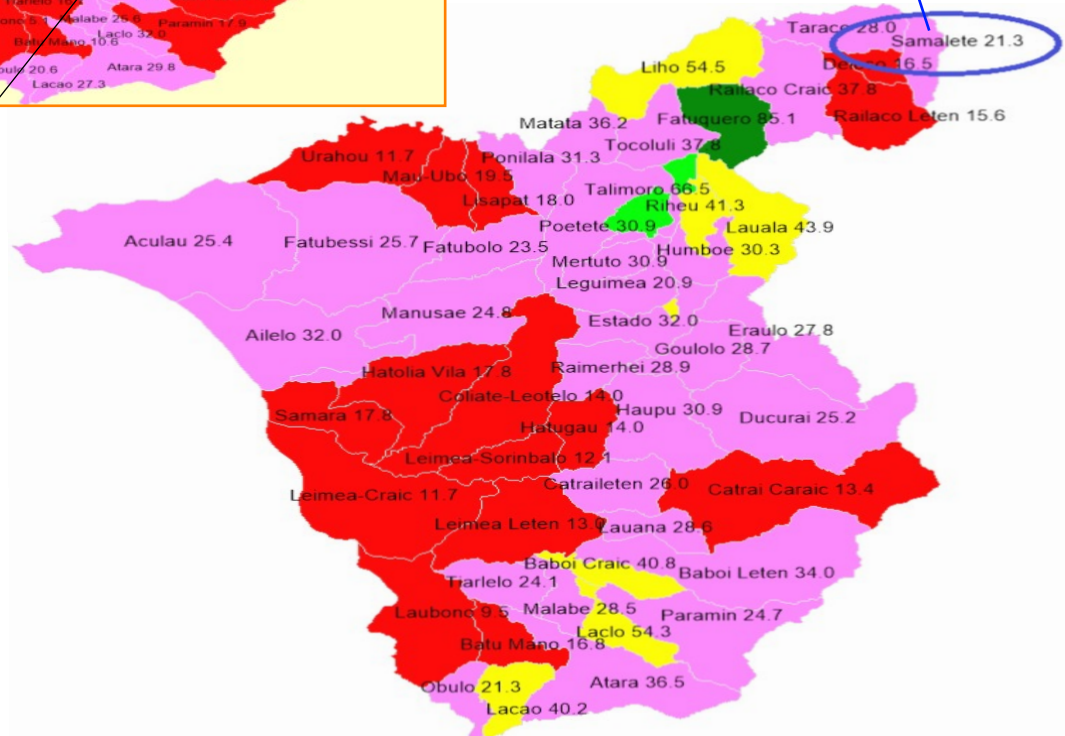 Malabe 25.6
Paramin 17.9
Laclo 32.0
Batu Mano 10.6
Atara 29.8
Lacao 27.3
Taraco 28.0
Samalete 21.3
Liho 54.5
Deleso 16.5
Railaco Craic 37.8
Fatuquero 85.1
Railaco Leten 15.6
Matata 36.2
Tocoluli 37.8
Urahou 11.7
Ponilala 31.3
Mau-Ubo 19.5
Lisapat 18.0
Talimoro 66.5
Riheu 41.3
Poetete 30.9
Lauala 43.9
Aculau 25.4
Fatubessi 25.7
Fatubolo 23.5
Humboe 30.3
Mertuto 30.9
Leguimea 20.9
Manusae 24.8
Estado 32.0
Eraulo 27.8
Ailelo 32.0
Goulolo 28.7
Raimerhei 28.9
Hatolia Vila 17.8
Coliate-Leotelo 14.0
Haupu 30.9
Samara 17.8
Ducurai 25.2
Hatugau 14.0
Leimea-Sorinbalo 12.1
Catraileten 26.0
Catrai Caraic 13.4
Leimea-Craic 11.7
Leimea Leten 13.0
Lauana 28.6
Baboi Craic 40.8
Baboi Leten 34.0
Tiarlelo 24.1
Malabe 28.5
Paramin 24.7
Laubono 9.5
Laclo 54.3
Batu Mano 16.8
Obulo 21.3
Atara 36.5
Lacao 40.2